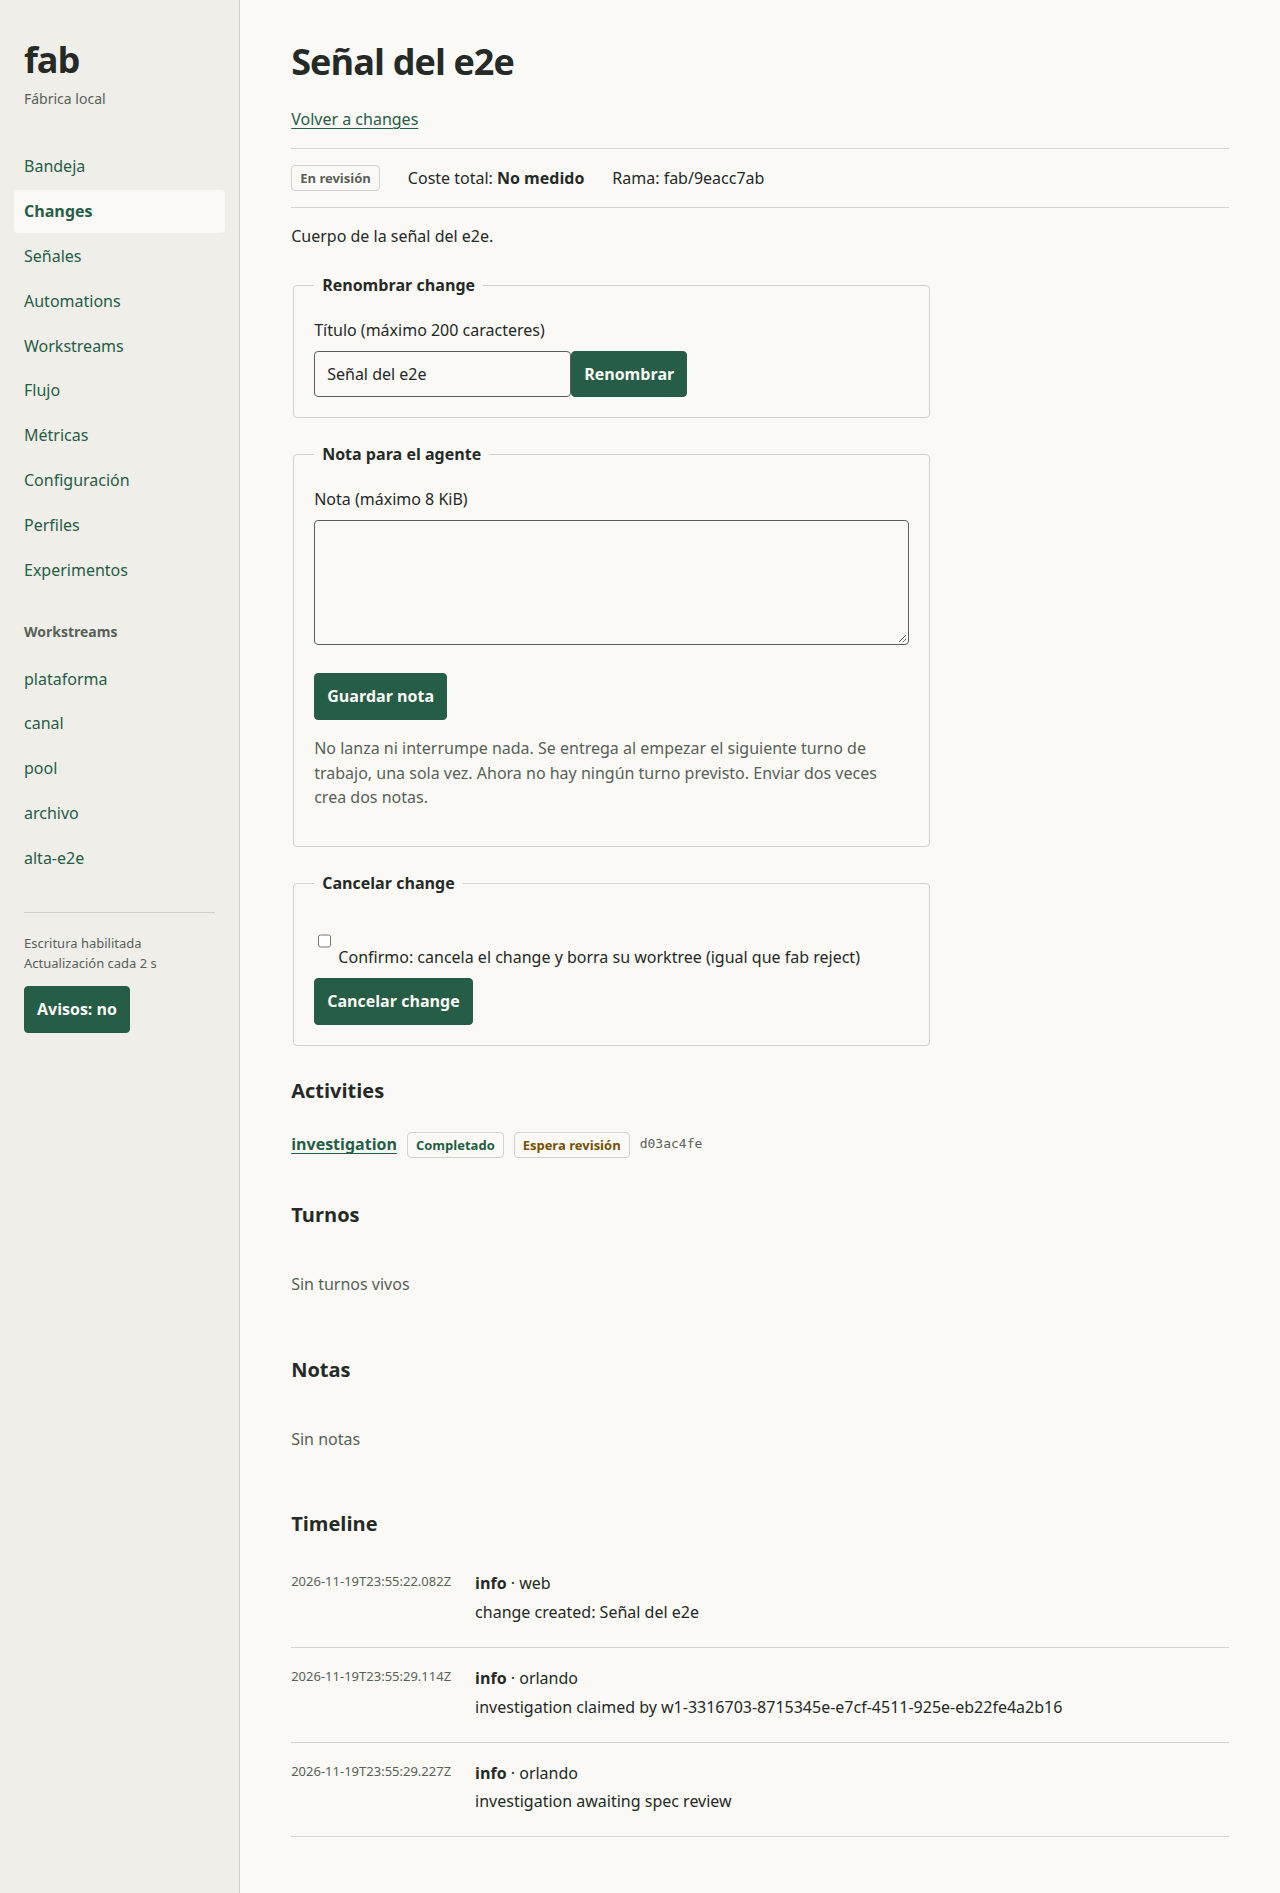 fab
Fábrica local
Bandeja
Changes
Señales
Automations
Workstreams
Flujo
Métricas
Configuración
Perfiles
Experimentos
Workstreams
plataforma
canal
pool
archivo
alta-e2e
Escritura habilitada
Actualización cada 2 s
Avisos: no
Señal del e2e
Volver a changes
En revisión Coste total: No medido Rama: fab/9eacc7ab
Cuerpo de la señal del e2e.
Renombrar change
Título (máximo 200 caracteres)
Señal del e2e Renombrar
Nota para el agente
Nota (máximo 8 KiB)
Guardar nota
No lanza ni interrumpe nada. Se entrega al empezar el siguiente turno de
trabajo, una sola vez. Ahora no hay ningún turno previsto. Enviar dos veces
crea dos notas.
Cancelar change
Confirmo: cancela el change y borra su worktree (igual que fab reject)
Cancelar change
Activities
investigation Completado Espera revisión d03ac4fe
Turnos
Sin turnos vivos
Notas
Sin notas
Timeline
2026-11-19T23:55:22.082Z info · web
change created: Señal del e2e
2026-11-19T23:55:29.114Z info · orlando
investigation claimed by w1-3316703-8715345e-e7cf-4511-925e-eb22fe4a2b16
2026-11-19T23:55:29.227Z info · orlando
investigation awaiting spec review